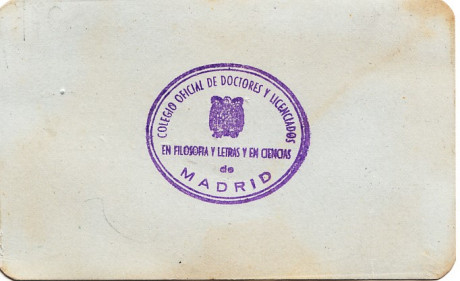 COLEGIO OFICIAL DE DOCTORES Y LICENCIADOS
EN FILOSOFIA Y LETRAS Y EN CIENCIAS
de
MADRID